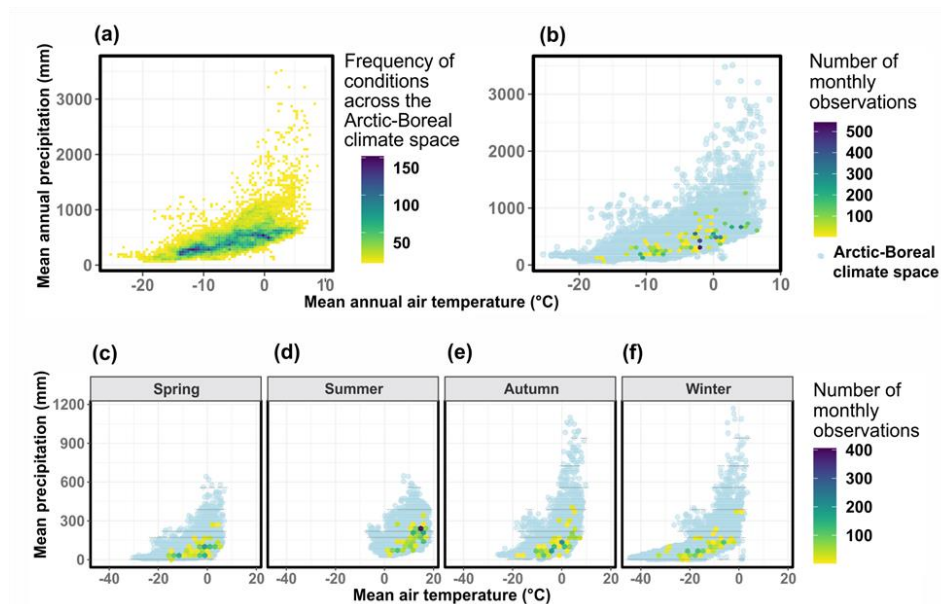 (a)
(b)
Mean annual precipitation (mm)
3000
2000
1000
0
-20
-10
0
10
Frequency of
conditions
across the
Arctic-Boreal
climate space
150
100
50
3000
2000
1000
0
-20
-10
0
10
Mean annual air temperature (°C)
Number of
monthly
observations
500
400
300
200
100
Arctic-Boreal
climate space
(c)
(d)
(e)
(f)
Spring
Summer
Autumn
Winter
Mean precipitation (mm)
1200
900
600
300
0
-40 -20 0 20
-40 -20 0 20
-40 -20 0 20
-40 -20 0 20
Mean air temperature (°C)
Number of
monthly
observations
400
300
200
100